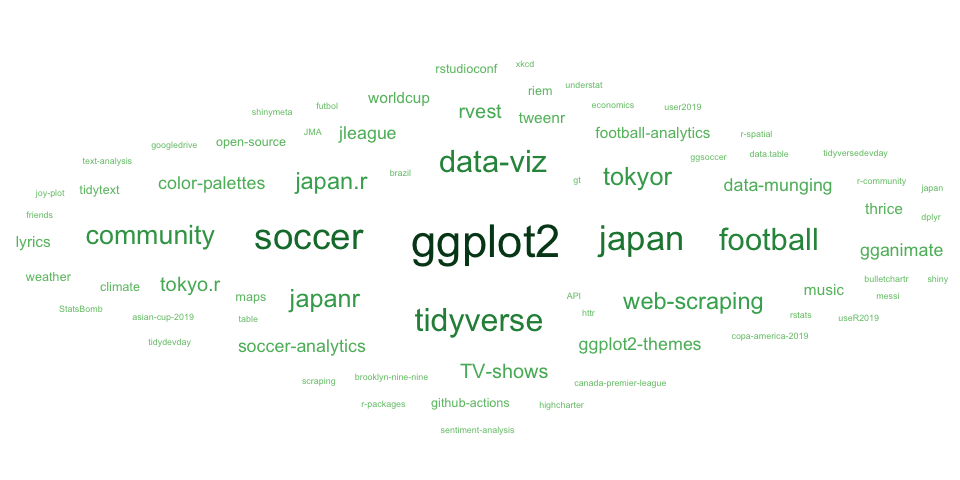 xkcd
rstudioconf
understat
riem
worldcup
futbol
economics
user2019
shinymeta
rvest
tweenr
JMA
jleague
football-analytics
r-spatial
open-source
googledrive
tidyversedevday
data.table
ggsoccer
text-analysis
data-viz
brazil
tokyor
gt
japan.r
r-community
color-palettes
data-munging
japan
tidytext
joy-plot
thrice
friends
dplyr
community
soccer
ggplot2
japan
football
lyrics
gganimate
weather
bulletchartr
shiny
tokyo.r
climate
music
messi
API
maps
japanr
web-scraping
StatsBomb
httr
rstats
asian-cup-2019
table
useR2019
tidyverse
copa-america-2019
tidydevday
soccer-analytics
ggplot2-themes
TV-shows
brooklyn-nine-nine
scraping
canada-premier-league
r-packages
github-actions
highcharter
sentiment-analysis